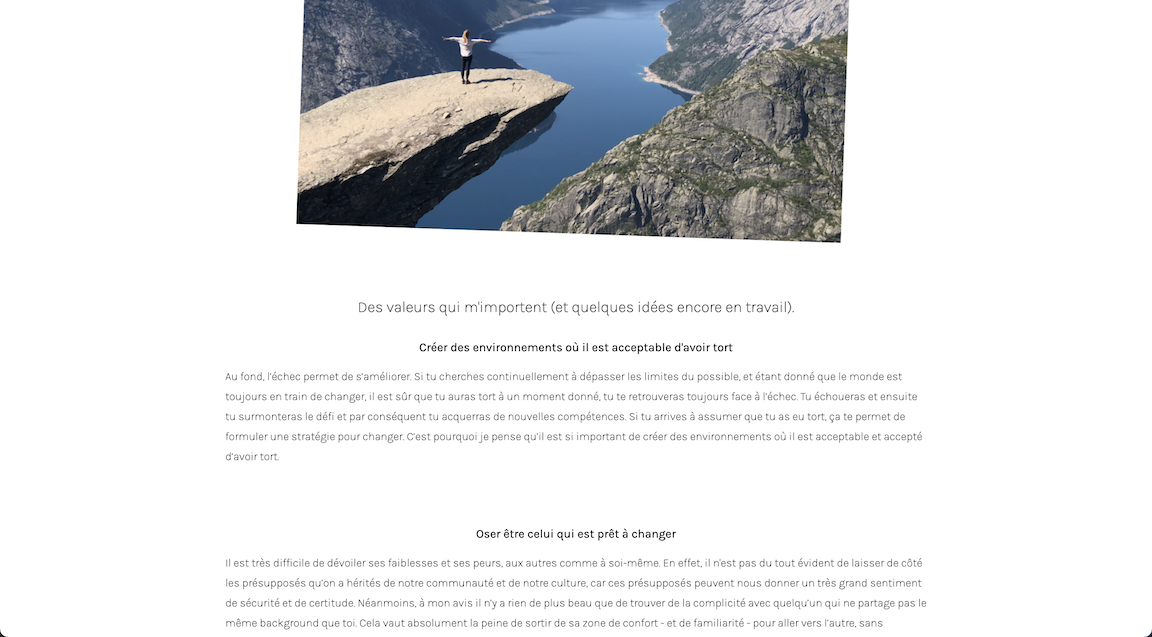 Des valeurs qui m'importent (et quelques idées encore en travail).
Créer des environnements où il est acceptable d'avoir tort
Au fond, l'échec permet de s'améliorer. Si tu cherches continuellement à dépasser les limites du possible, et étant donné que le monde est
toujours en train de changer, il est sûr que tu auras tort à un moment donné, tu te retrouveras toujours face à l'échec. Tu échoueras et ensuite
tu surmonteras le défi et par conséquent tu acquerras de nouvelles compétences. Si tu arrives à assumer que tu as eu tort, ça te permet de
formuler une stratégie pour changer. C'est pourquoi je pense qu'il est si important de créer des environnements où il est acceptable et accepté
d'avoir tort.
Oser être celui qui est prêt à changer
Il est très difficile de dévoiler ses faiblesses et ses peurs, aux autres comme à soi-même. En effet, il n'est pas du tout évident de laisser de côté
les présupposés qu'on a hérités de notre communauté et de notre culture, car ces présupposés peuvent nous donner un très grand sentiment
de sécurité et de certitude. Néanmoins, à mon avis il n'y a rien de plus beau que de trouver de la complicité avec quelqu'un qui ne partage pas le
même background que toi. Cela vaut absolument la peine de sortir de sa zone de confort - et de familiarité - pour aller vers l'autre, sans